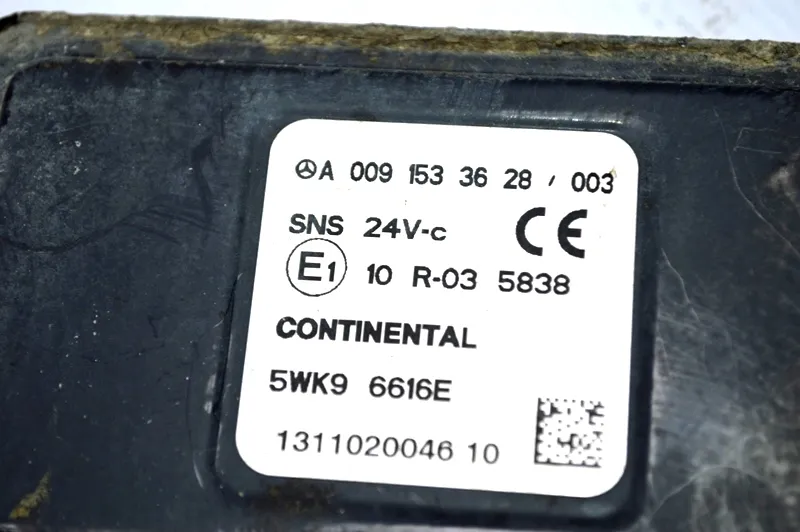 A 009 153 36 28 / 003
SNS 24V-c CE
E1 10 R-03 5838
CONTINENTAL
5WK9 6616E
1311020046 10